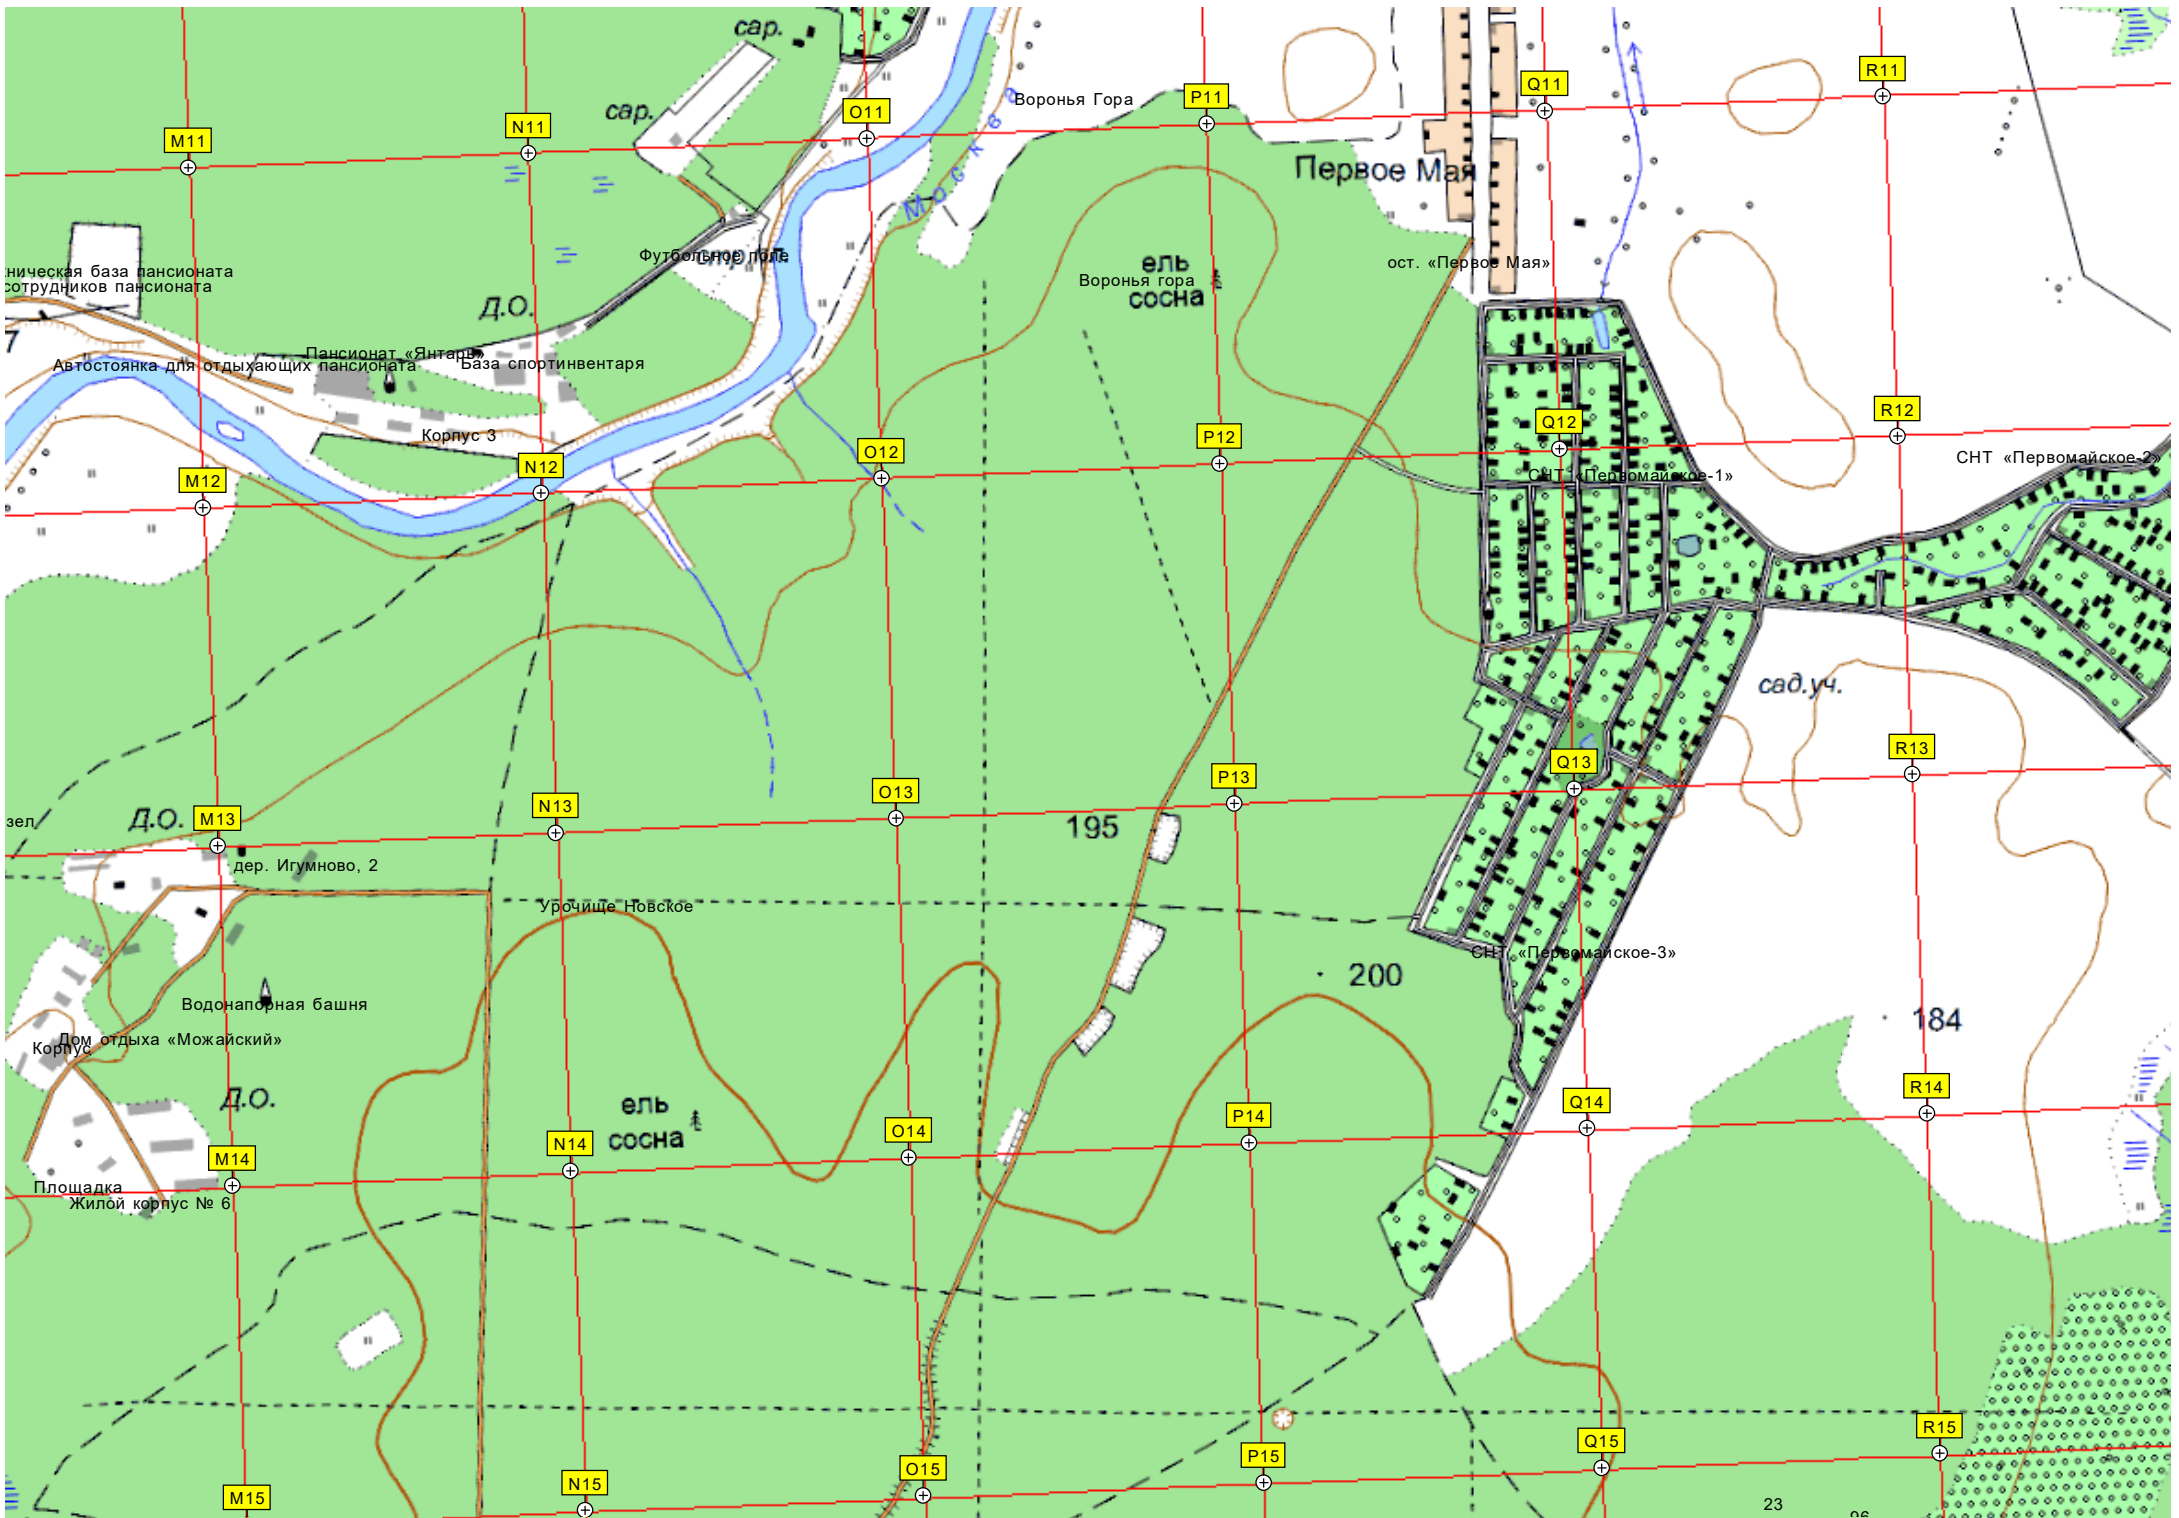 сар.
R11
Q11
P11
Воронья Гора
O11
сар.
N11
M11
Москва
Первое Мая
Футбольное поле
ель
сосна
Воронья гора
ост. «Первое Мая»
ническая база пансионата
сотрудников пансионата
Д.О.
7
Пансионат «Янтарь»
Автостоянка для отдыхающих пансионата
База спортинвентаря
R12
Q12
P12
Корпус 3
O12
СНТ «Первомайское-2»
N12
СНТ «Первомайское-1»
M12
сад.уч.
R13
Q13
P13
O13
N13
Д.О.
M13
зел
195
дер. Игумново, 2
Урочище Новское
СНТ «Первомайское-3»
200
Водонапорная башня
184
Дом отдыха «Можайский»
Корпус
R14
Д.О.
Q14
ель
сосна
P14
O14
N14
M14
Площадка
Жилой корпус № 6
R15
Q15
P15
O15
N15
M15
23
96